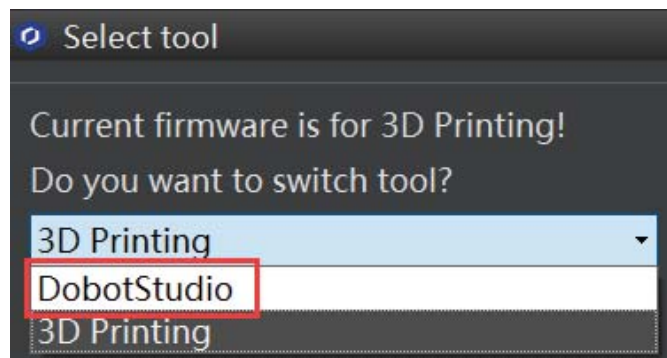 Select tool
Current firmware is for 3D Printing!
Do you want to switch tool?
3D Printing
DobotStudio
3D Printing